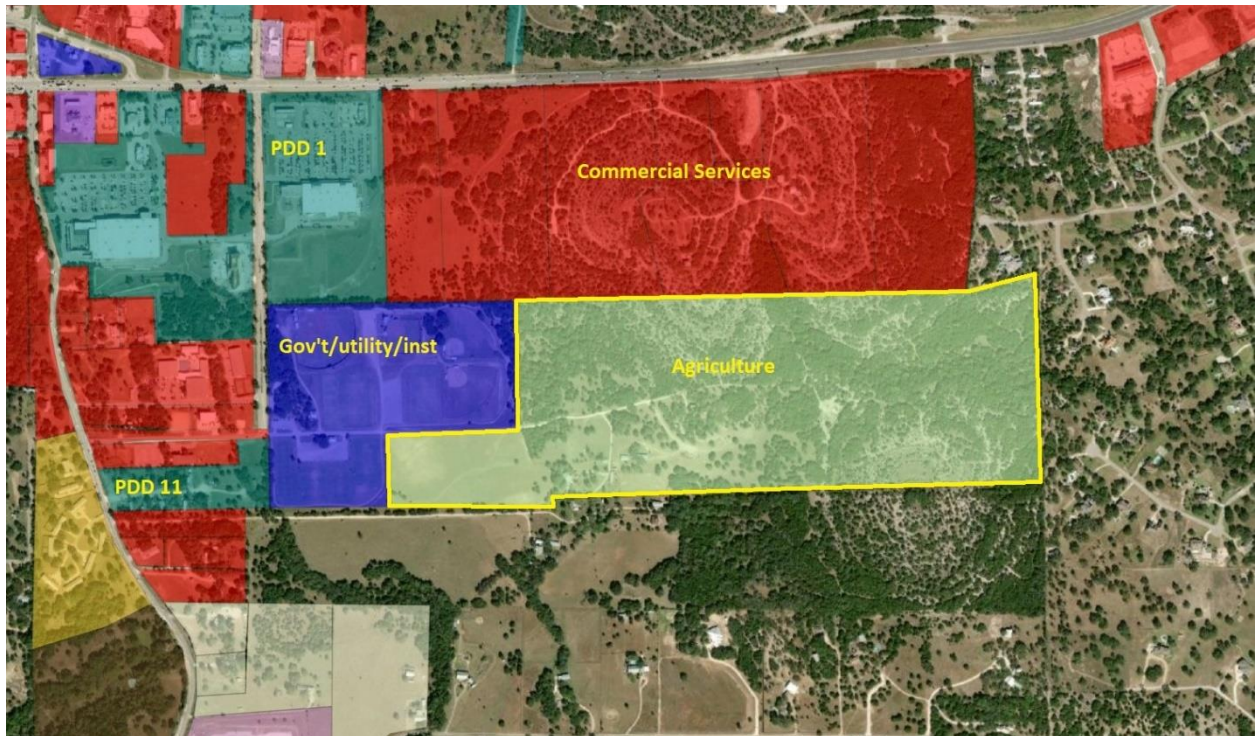 PDD 1
Commercial Services
Gov't/utility/inst
Agriculture
PDD 11